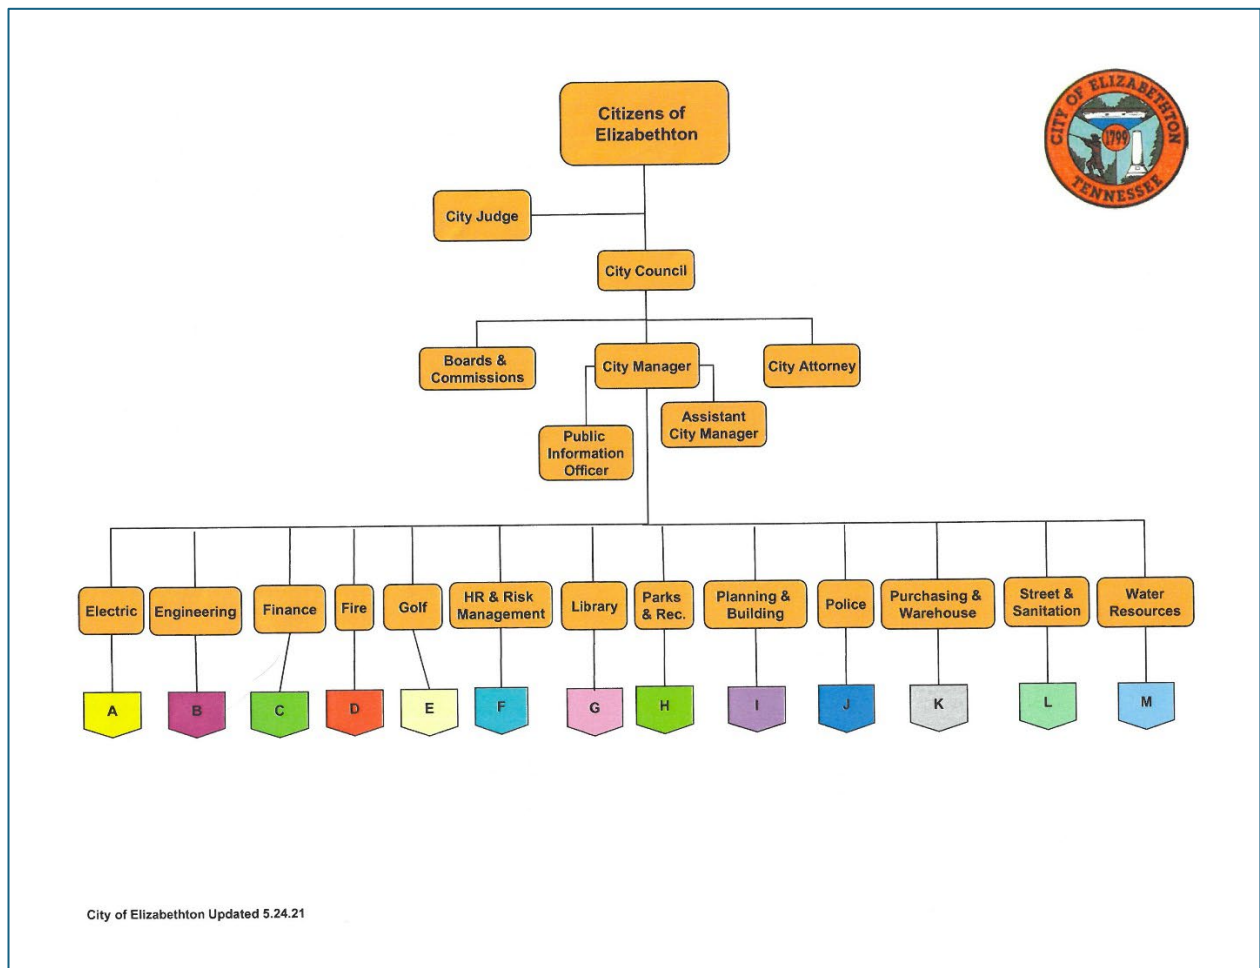 Citizens of
Elizabethton
CITY OF ELIZABETHTON
1799
TENNESSEE
City Judge
City Council
Boards &
Commissions
City Manager
City Attorney
Public
Information
Officer
Assistant
City Manager
Electric
Engineering
Finance
Fire
Golf
HR & Risk
Management
Library
Parks
& Rec.
Planning &
Building
Police
Purchasing &
Warehouse
Street &
Sanitation
Water
Resources
A
B
C
D
E
F
G
H
I
J
K
L
M
City of Elizabethton Updated 5.24.21